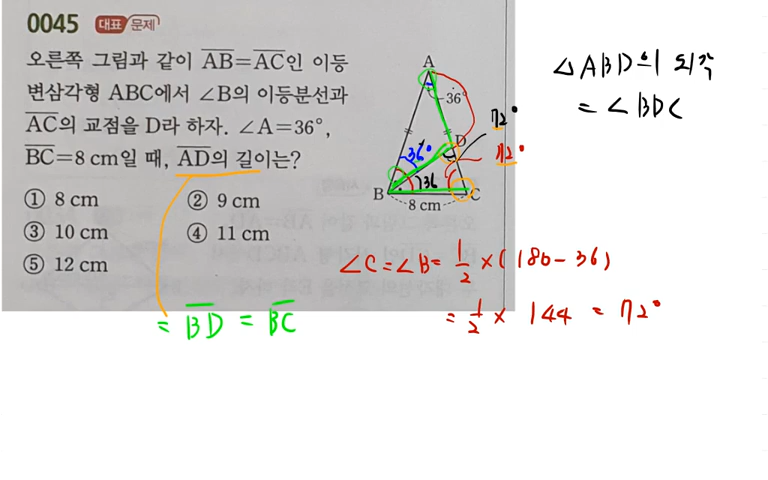 0045 대표 문제
오른쪽 그림과 같이 AB=AC인 이등
변삼각형 ABC에서 ∠B의 이등분선과
AC의 교점을 D라 하자. ∠A=36°,
BC=8 cm일 때, AD의 길이는?
① 8 cm ② 9 cm
③ 10 cm ④ 11 cm
⑤ 12 cm
A
36°
72°
D
36°
72°
36
B
C
8 cm
△ABD의 외각
= ∠BDC
∠C=∠B= 1/2 ×(180-36)
= 1/2 × 144 = 72°
= BD = BC